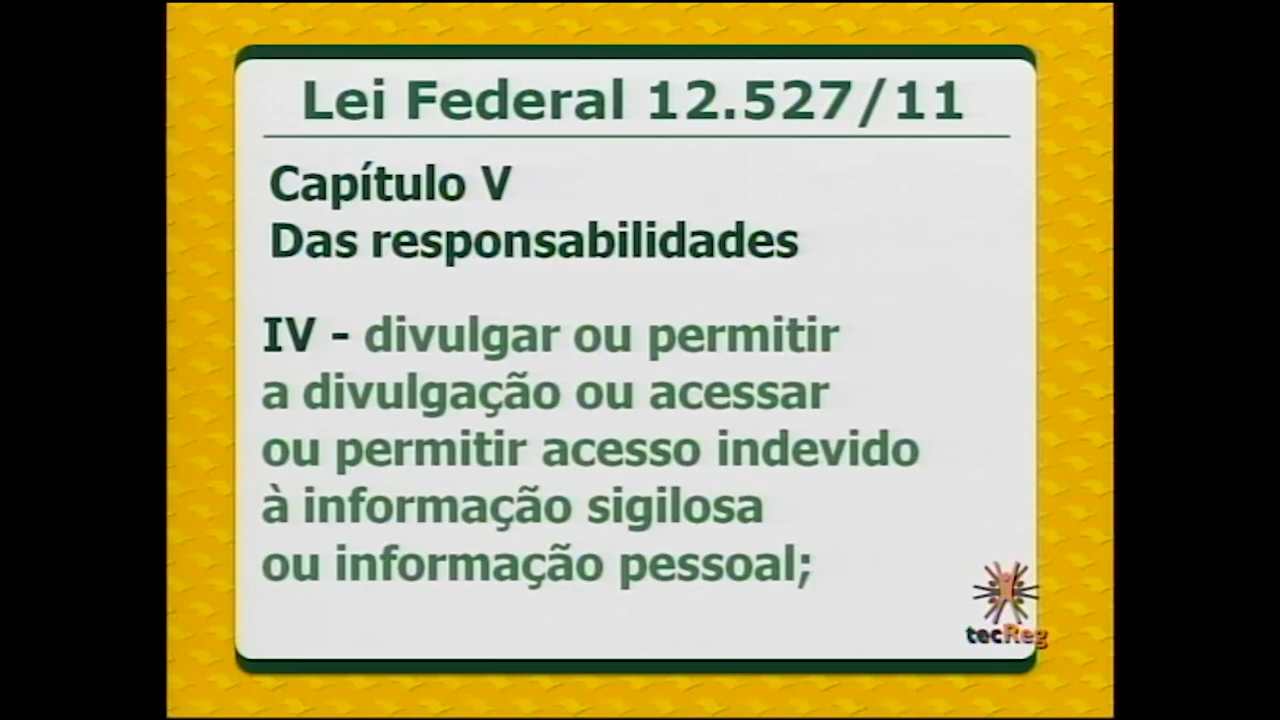 Lei Federal 12.527/11
Capítulo V
Das responsabilidades
IV - divulgar ou permitir
a divulgação ou acessar
ou permitir acesso indevido
à informação sigilosa
ou informação pessoal;
tecReg